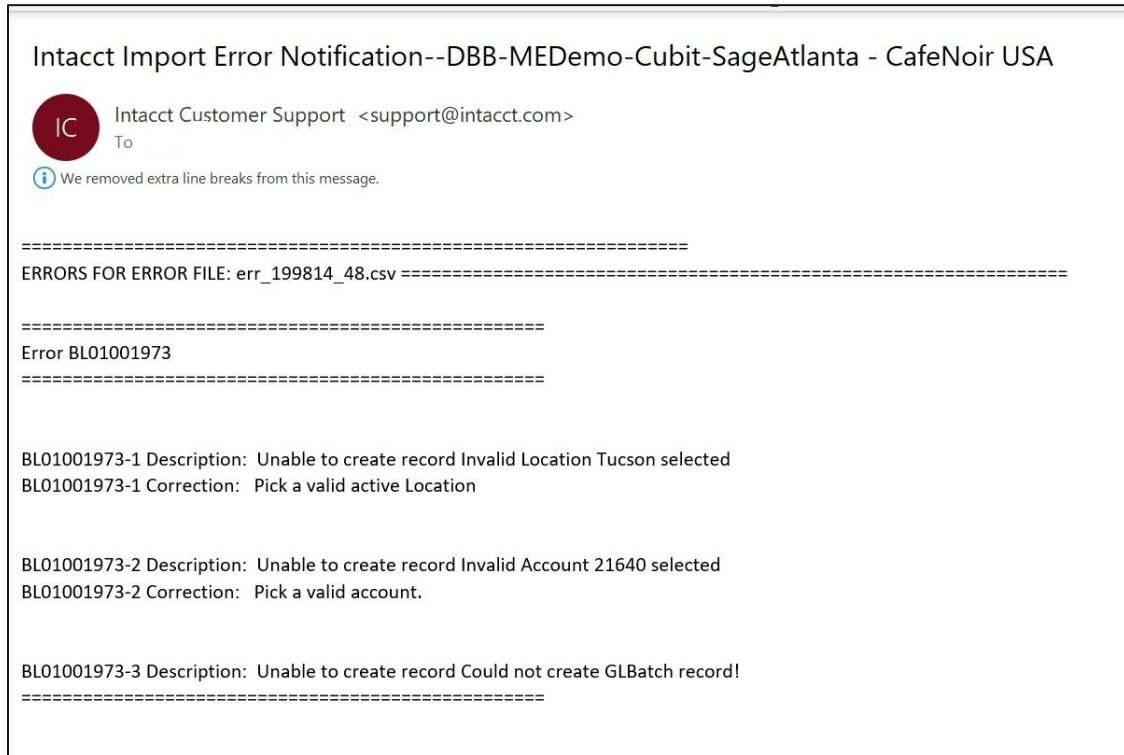 Intacct Import Error Notification--DBB-MEDemo-Cubit-SageAtlanta - CafeNoir USA
IC
Intacct Customer Support <support@intacct.com>
To
We removed extra line breaks from this message.
=================================================================
ERRORS FOR ERROR FILE: err_199814_48.csv =================================================================
===================================================
Error BL01001973
===================================================
BL01001973-1 Description: Unable to create record Invalid Location Tucson selected
BL01001973-1 Correction: Pick a valid active Location
BL01001973-2 Description: Unable to create record Invalid Account 21640 selected
BL01001973-2 Correction: Pick a valid account.
BL01001973-3 Description: Unable to create record Could not create GLBatch record!
===================================================